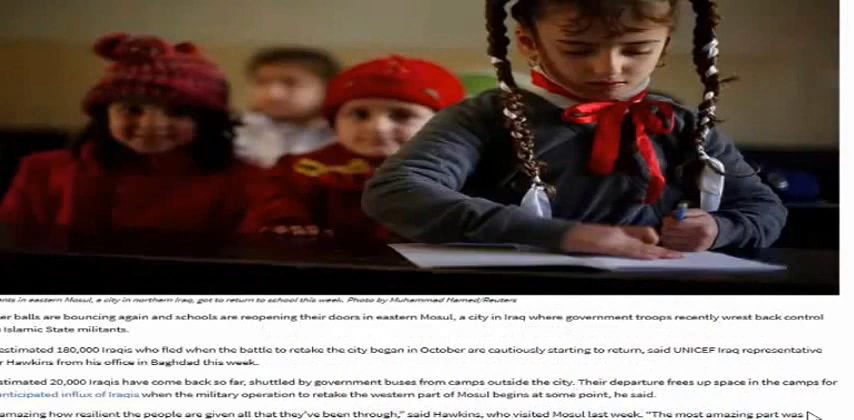 nts in eastern Mosul, a city in northern Iraq, got to return to school this week. Photo by Muhammad Hamed/Reuters
er balls are bouncing again and schools are reopening their doors in eastern Mosul, a city in Iraq where government troops recently wrest back control
Islamic State militants.
estimated 180,000 Iraqis who fled when the battle to retake the city began in October are cautiously starting to return, said UNICEF Iraq representative
r Hawkins from his office in Baghdad this week.
stimated 20,000 Iraqis have come back so far, shuttled by government buses from camps outside the city. Their departure frees up space in the camps for
nticipated influx of Iraqis when the military operation to retake the western part of Mosul begins at some point, he said.
amazing how resilient the people are given all that they've been through," said Hawkins, who visited Mosul last week. "The most amazing part was